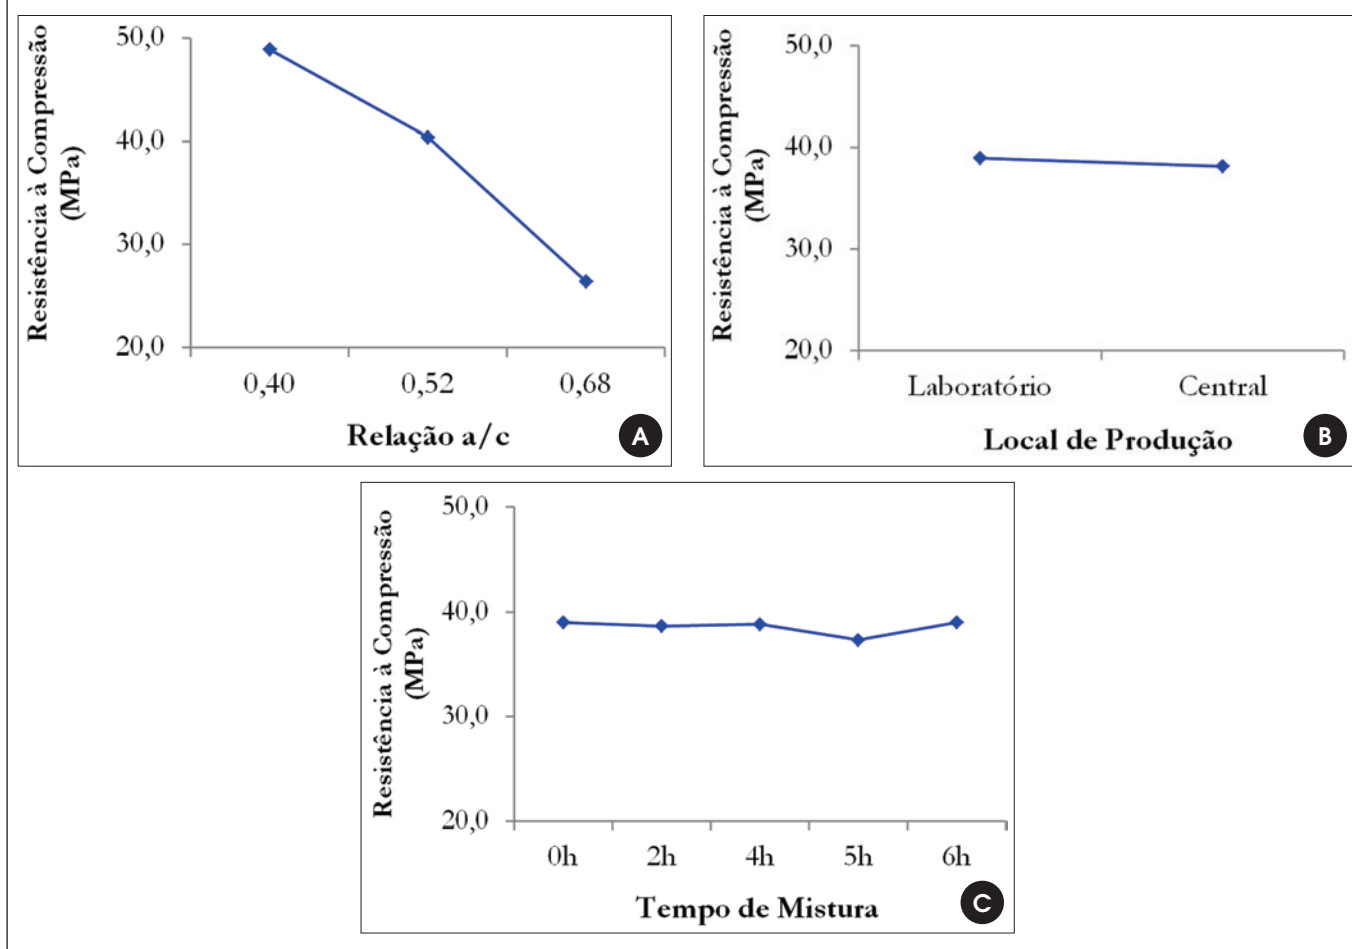 Resistência à Compressão
(MPa)
50,0
40,0
30,0
20,0
0,40 0,52 0,68
Relação a/c
A
Resistência à Compressão
(MPa)
50,0
40,0
30,0
20,0
Laboratório Central
Local de Produção
B
Resistência à Compressão
(MPa)
50,0
40,0
30,0
20,0
0h 2h 4h 5h 6h
Tempo de Mistura
C